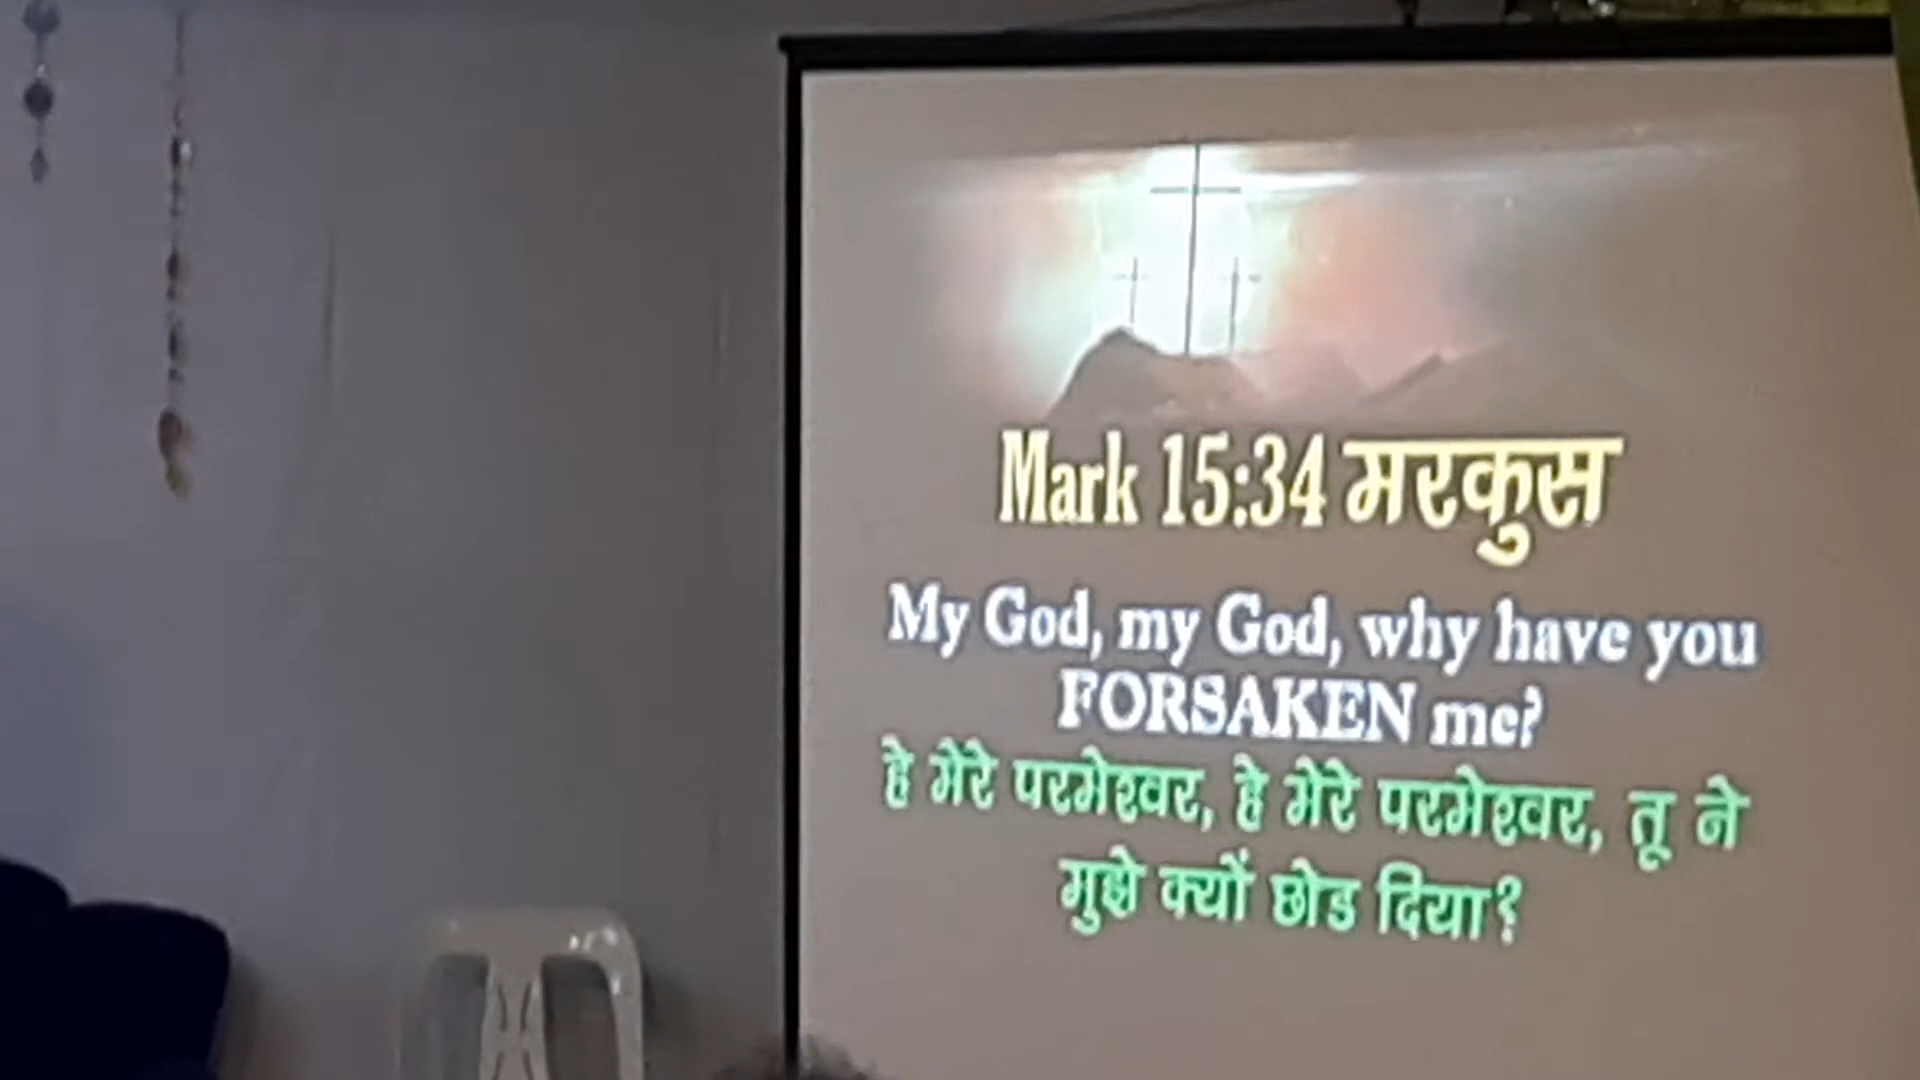 Mark 15:34 मरकुस
My God, my God, why have you
FORSAKEN me?
हे मेरे परमेश्वर, हे मेरे परमेश्वर, तू ने
मुझे क्यों छोड दिया?